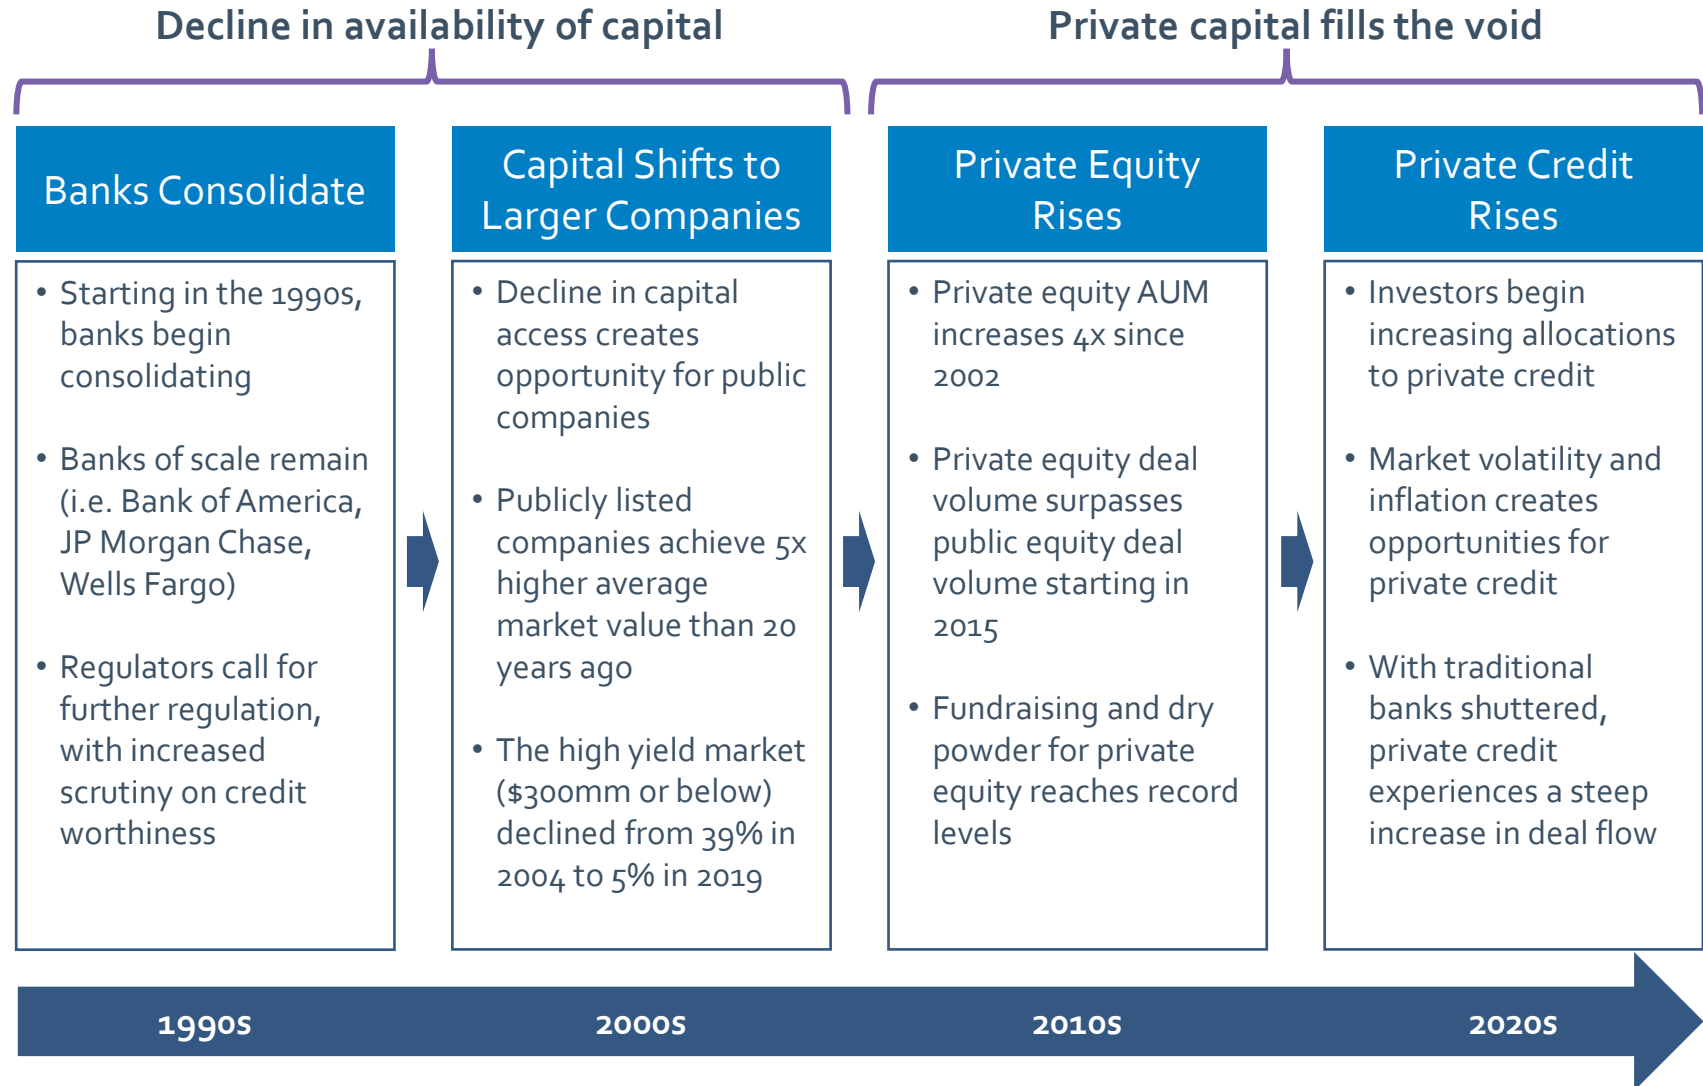 Decline in availability of capital
Private capital fills the void
Banks Consolidate
• Starting in the 1990s,
banks begin
consolidating
• Banks of scale remain
(i.e. Bank of America,
JP Morgan Chase,
Wells Fargo)
• Regulators call for
further regulation,
with increased
scrutiny on credit
worthiness
Capital Shifts to
Larger Companies
• Decline in capital
access creates
opportunity for public
companies
• Publicly listed
companies achieve 5x
higher average
market value than 20
years ago
• The high yield market
($300mm or below)
declined from 39% in
2004 to 5% in 2019
Private Equity
Rises
• Private equity AUM
increases 4x since
2002
• Private equity deal
volume surpasses
public equity deal
volume starting in
2015
• Fundraising and dry
powder for private
equity reaches record
levels
Private Credit
Rises
• Investors begin
increasing allocations
to private credit
• Market volatility and
inflation creates
opportunities for
private credit
• With traditional
banks shuttered,
private credit
experiences a steep
increase in deal flow
1990s
2000s
2010s
2020s